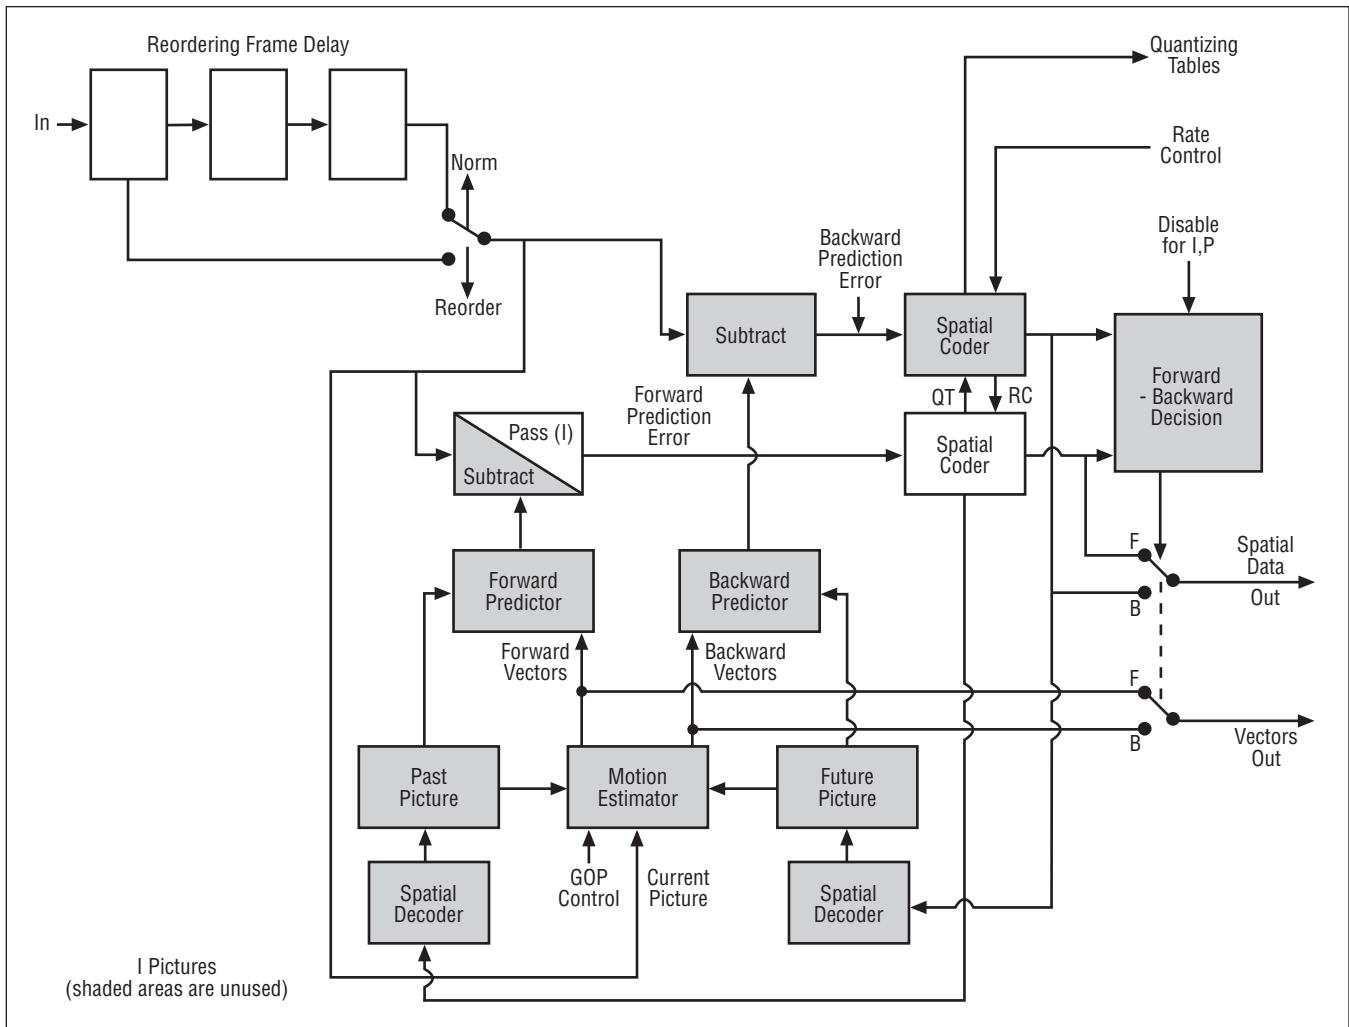 Reordering Frame Delay
In
Norm
Reorder
Quantizing
Tables
Rate
Control
Disable
for I,P
Backward
Prediction
Error
Subtract
Spatial
Coder
Forward
- Backward
Decision
QT
RC
Forward
Prediction
Error
Pass (I)
Subtract
Spatial
Coder
F
Spatial
Data
Out
B
Forward
Predictor
Backward
Predictor
Forward
Vectors
Backward
Vectors
F
B
Vectors
Out
Past
Picture
Motion
Estimator
Future
Picture
GOP
Control
Current
Picture
Spatial
Decoder
Spatial
Decoder
I Pictures
(shaded areas are unused)